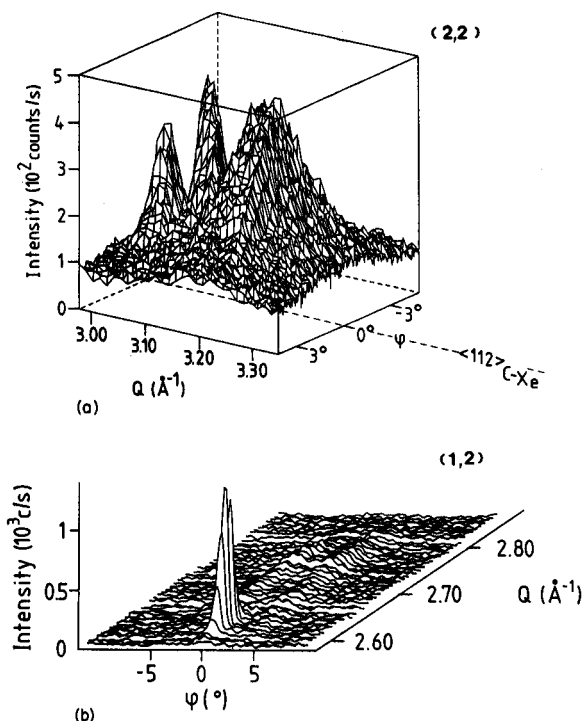 (2,2)
Intensity (10² counts/s)
5
4
3
2
1
0
3.00
3.10
3.20
3.30
Q (Å⁻¹)
3°
0°
-3°
φ
<112>
C-Xe
(a)
(1,2)
Intensity (10³c/s)
1
0.5
0
-5
0
5
φ(°)
2.60
2.70
2.80
Q (Å⁻¹)
(b)